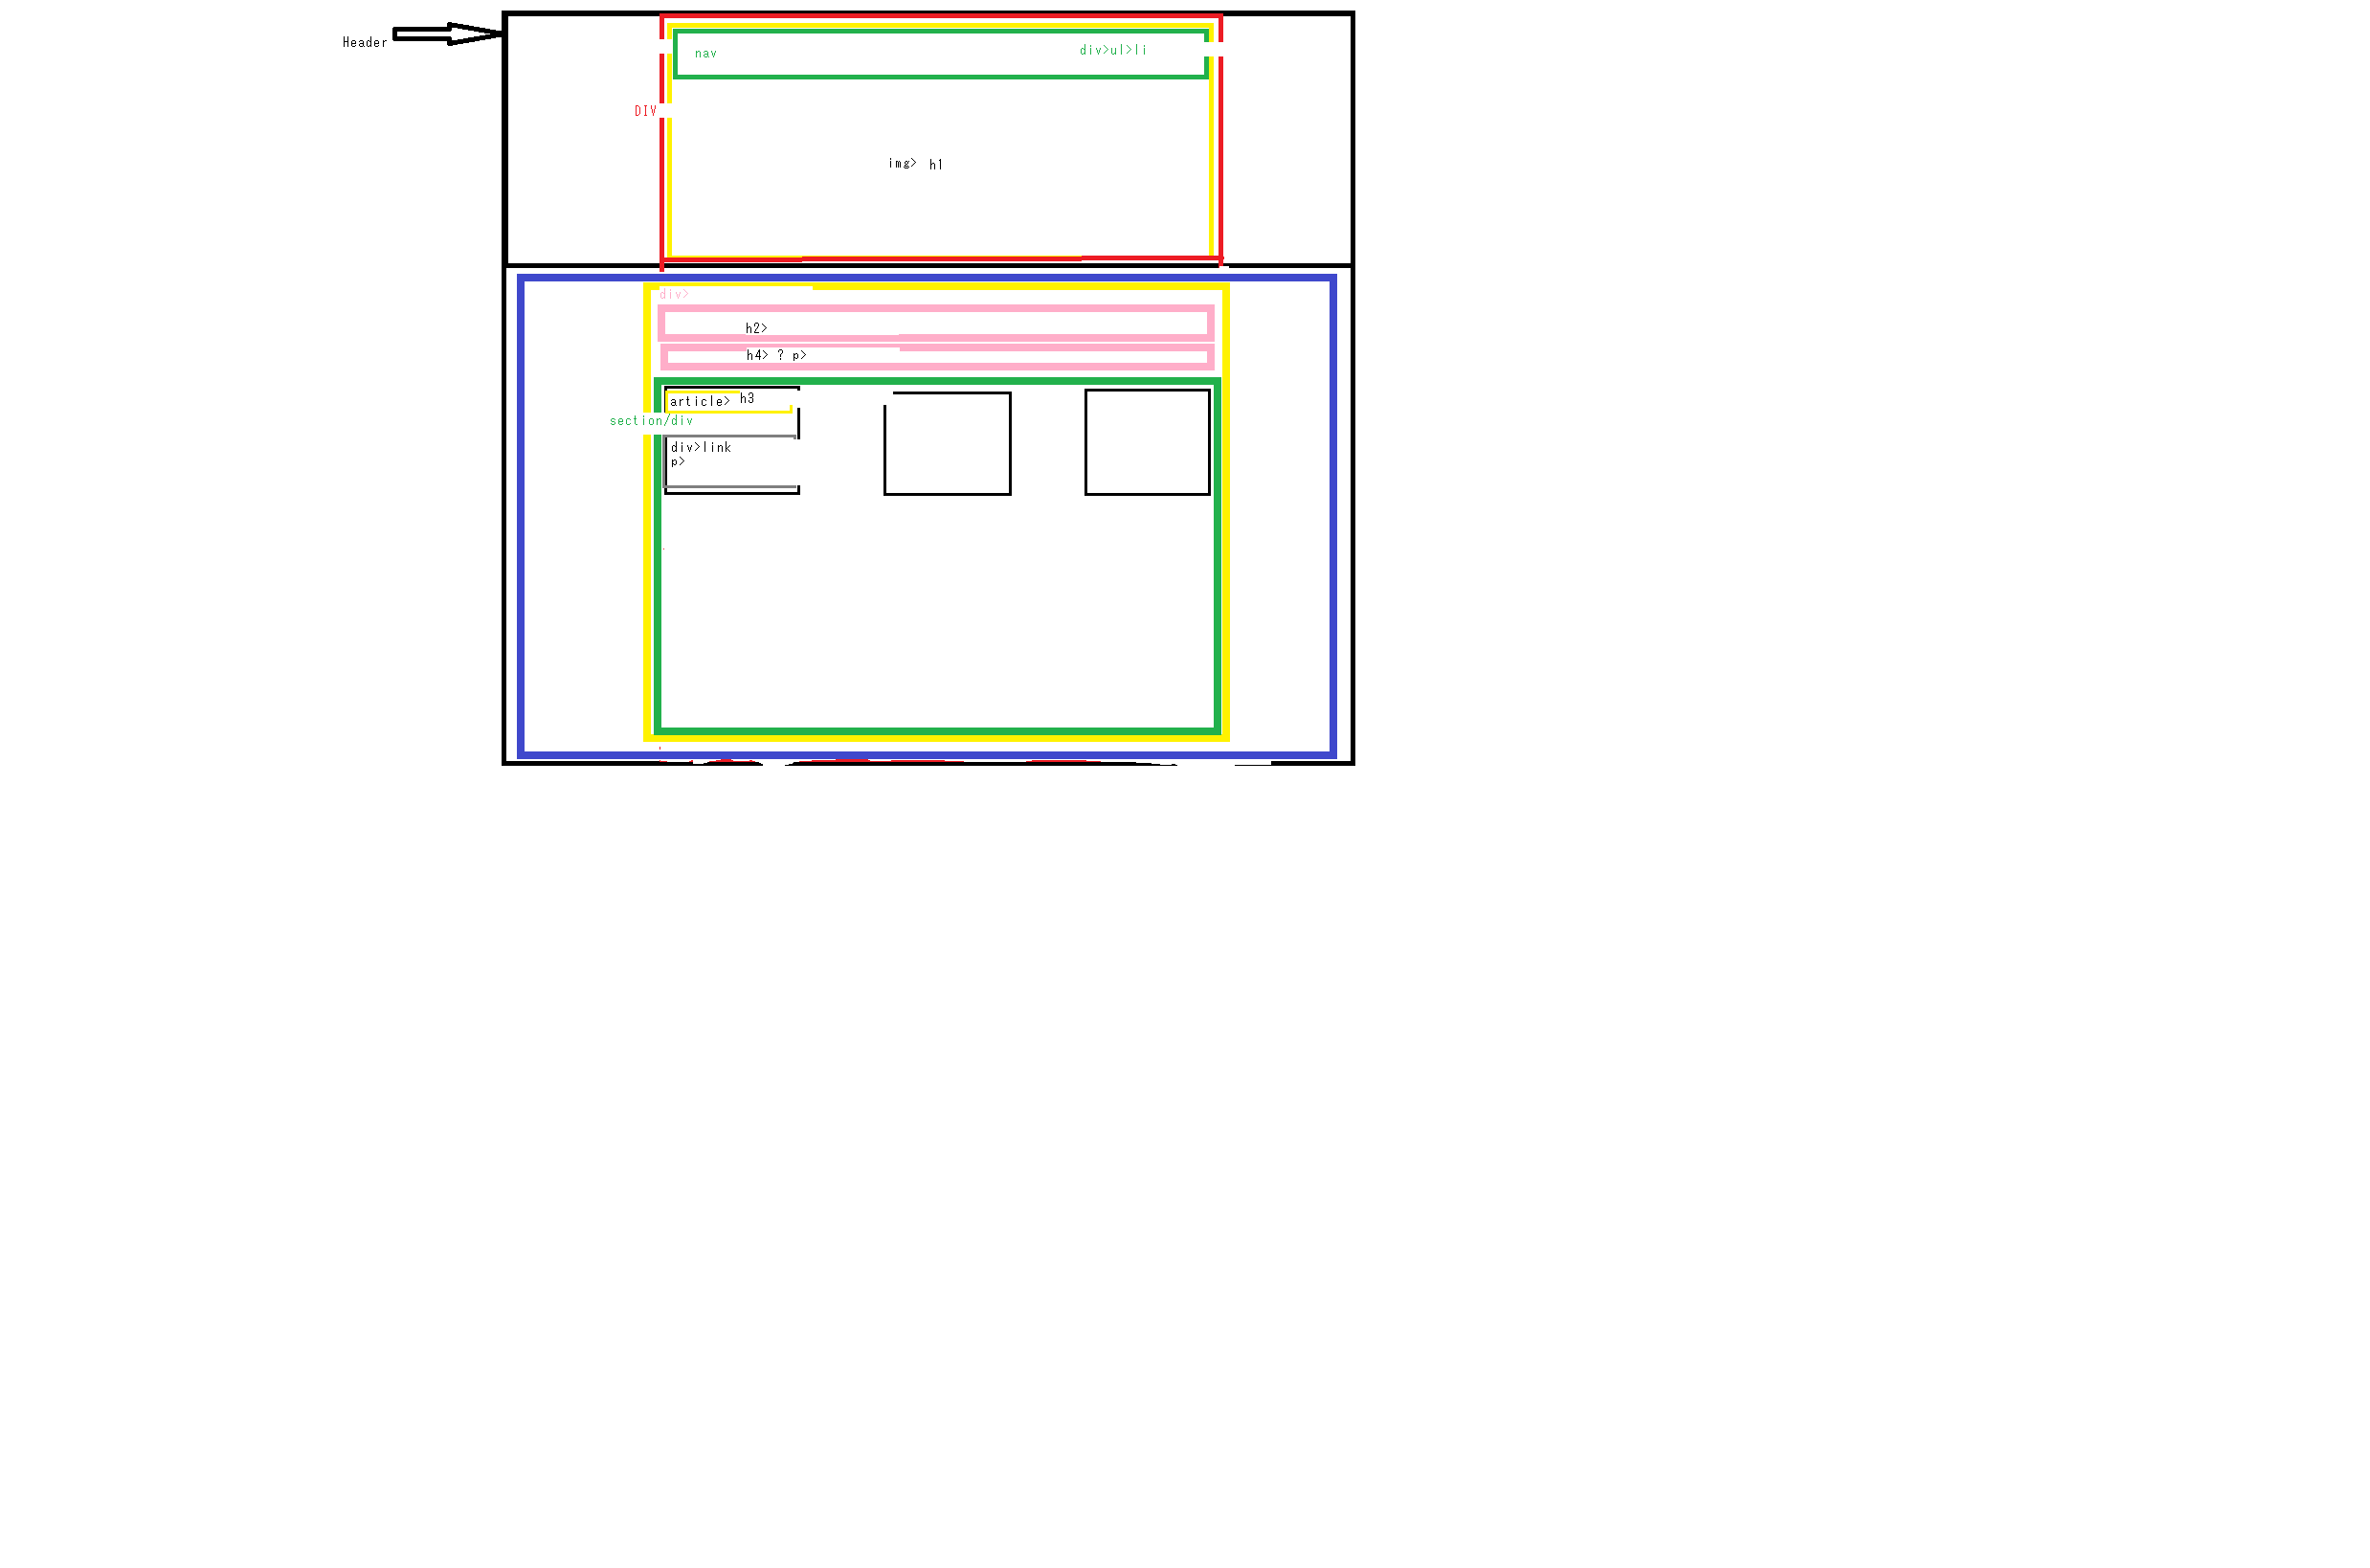 Header
nav
div>ul>li
DIV
img> h1
div>
h2>
h4> ? p>
article> h3
section/div
div>link
p>